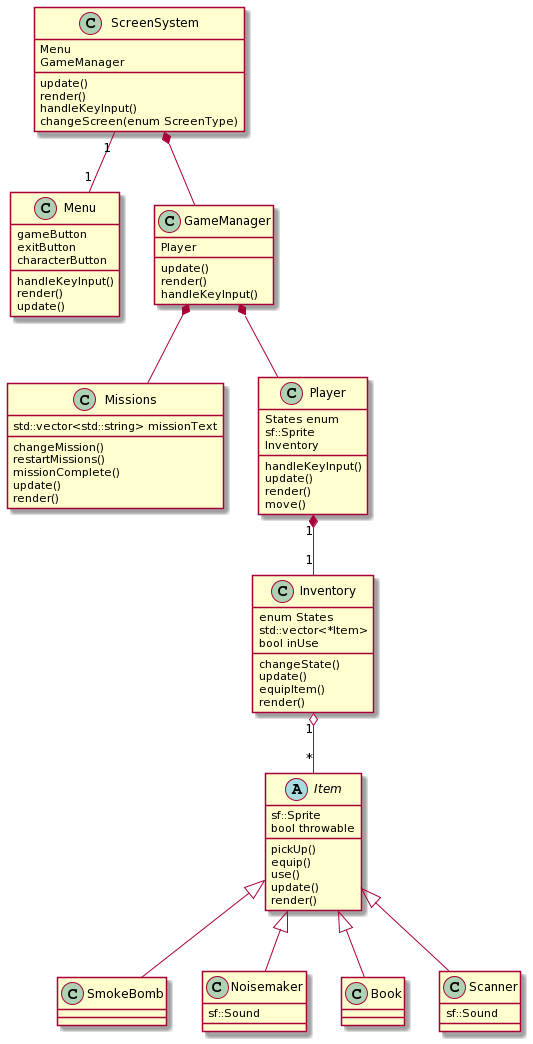 C ScreenSystem
Menu
GameManager
update()
render()
handleKeyInput()
changeScreen(enum ScreenType)
1
1
C Menu
gameButton
exitButton
characterButton
handleKeyInput()
render()
update()
C GameManager
Player
update()
render()
handleKeyInput()
C Missions
std::vector<std::string> missionText
changeMission()
restartMissions()
missionComplete()
update()
render()
C Player
States enum
sf::Sprite
Inventory
handleKeyInput()
update()
render()
move()
1
1
C Inventory
enum States
std::vector<*Item>
bool inUse
changeState()
update()
equipItem()
render()
1
*
A Item
sf::Sprite
bool throwable
pickUp()
equip()
use()
update()
render()
C SmokeBomb
C Noisemaker
sf::Sound
C Book
C Scanner
sf::Sound